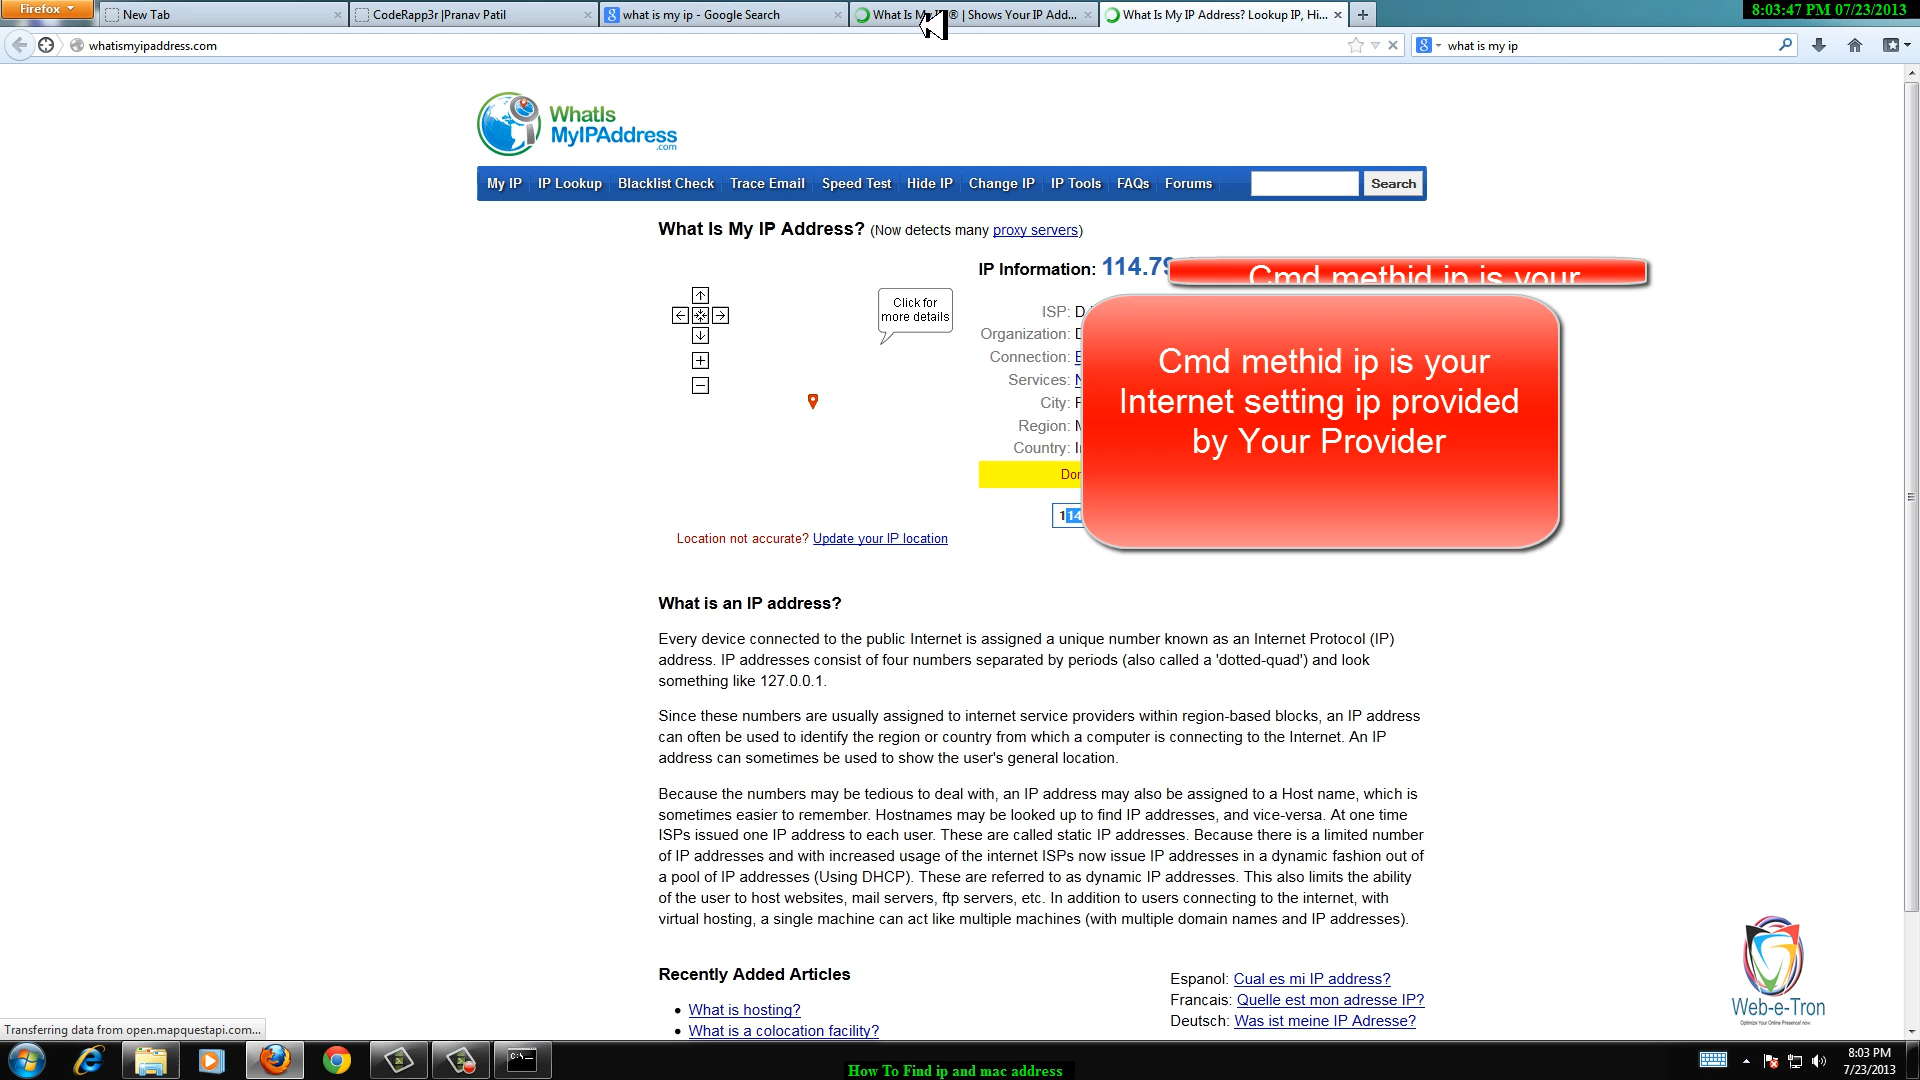 Firefox
New Tab
CodeRapp3r |Pranav Patil
what is my ip - Google Search
What Is My IP® | Shows Your IP Add...
What Is My IP Address? Lookup IP, Hi...
8:03:47 PM 07/23/2013
whatismyipaddress.com
what is my ip
WhatIs
MyIPAddress
.com
My IP
IP Lookup
Blacklist Check
Trace Email
Speed Test
Hide IP
Change IP
IP Tools
FAQs
Forums
Search
What Is My IP Address? (Now detects many proxy servers)
IP Information: 114.79
Cmd methid ip is your
Click for
more details
ISP: D
Organization:
Connection:
Services:
City:
Region:
Country:
Cmd methid ip is your
Internet setting ip provided
by Your Provider
114
Location not accurate? Update your IP location
What is an IP address?
Every device connected to the public Internet is assigned a unique number known as an Internet Protocol (IP)
address. IP addresses consist of four numbers separated by periods (also called a 'dotted-quad') and look
something like 127.0.0.1.
Since these numbers are usually assigned to internet service providers within region-based blocks, an IP address
can often be used to identify the region or country from which a computer is connecting to the Internet. An IP
address can sometimes be used to show the user's general location.
Because the numbers may be tedious to deal with, an IP address may also be assigned to a Host name, which is
sometimes easier to remember. Hostnames may be looked up to find IP addresses, and vice-versa. At one time
ISPs issued one IP address to each user. These are called static IP addresses. Because there is a limited number
of IP addresses and with increased usage of the internet ISPs now issue IP addresses in a dynamic fashion out of
a pool of IP addresses (Using DHCP). These are referred to as dynamic IP addresses. This also limits the ability
of the user to host websites, mail servers, ftp servers, etc. In addition to users connecting to the internet, with
virtual hosting, a single machine can act like multiple machines (with multiple domain names and IP addresses).
Recently Added Articles
What is hosting?
What is a colocation facility?
Espanol: Cual es mi IP address?
Francais: Quelle est mon adresse IP?
Deutsch: Was ist meine IP Adresse?
Web-e-Tron
Optimize Your Online Presence now.
Transferring data from open.mapquestapi.com...
How To Find ip and mac address
8:03 PM
7/23/2013